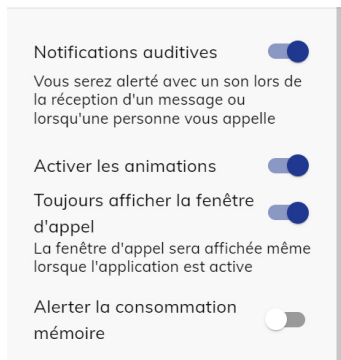 Notifications auditives
Vous serez alerté avec un son lors de
la réception d'un message ou
lorsqu'une personne vous appelle
Activer les animations
Toujours afficher la fenêtre
d'appel
La fenêtre d'appel sera affichée même
lorsque l'application est active
Alerter la consommation
mémoire